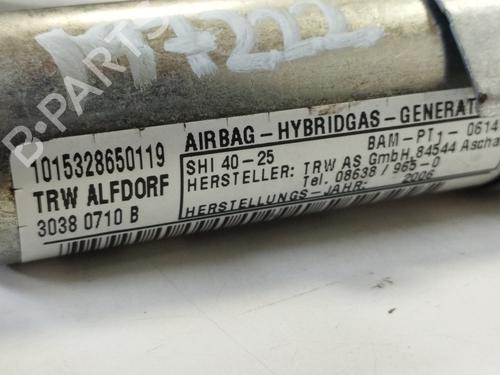 M7222
B-PARTS
1015328650119
TRW ALFDORF
3038 0710 B
AIRBAG-HYBRIDGAS-GENERAT
SHI 40-25
BAM-PT1-0614
HERSTELLER: TRW AS GmbH, 84544 Ascha
Tel. 08638 / 965-0
HERSTELLUNGS-JAHR: 2006